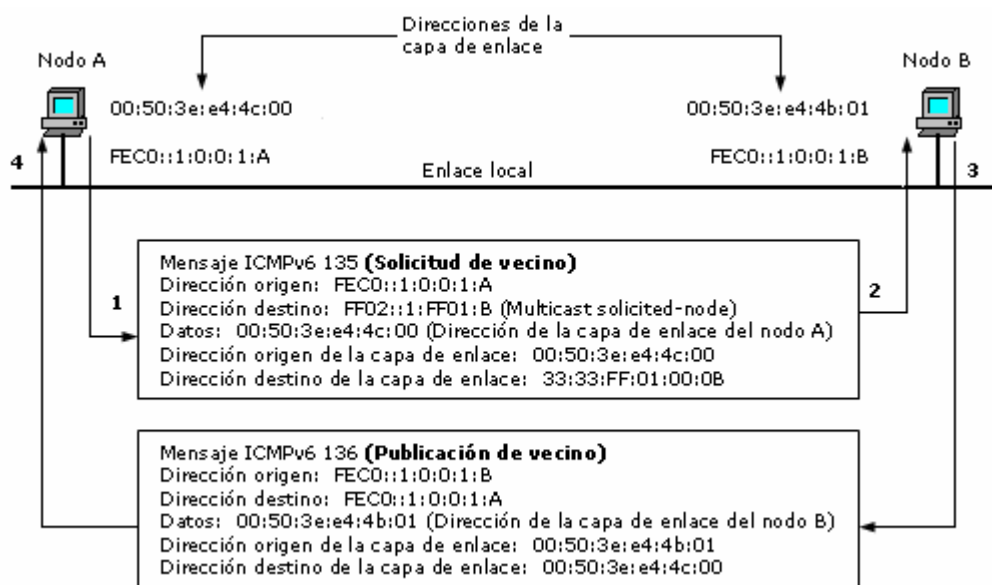 Direcciones de la
capa de enlace
Nodo A
Nodo B
00:50:3e:e4:4c:00
00:50:3e:e4:4b:01
4
FEC0::1:0:0:1:A
FEC0::1:0:0:1:B
3
Enlace local
Mensaje ICMPv6 135 (Solicitud de vecino)
Dirección origen: FEC0::1:0:0:1:A
1
Dirección destino: FF02::1:FF01:B (Multicast solicited-node)
2
Datos: 00:50:3e:e4:4c:00 (Dirección de la capa de enlace del nodo A)
Dirección origen de la capa de enlace: 00:50:3e:e4:4c:00
Dirección destino de la capa de enlace: 33:33:FF:01:00:0B
Mensaje ICMPv6 136 (Publicación de vecino)
Dirección origen: FEC0::1:0:0:1:B
Dirección destino: FEC0::1:0:0:1:A
Datos: 00:50:3e:e4:4b:01 (Dirección de la capa de enlace del nodo B)
Dirección origen de la capa de enlace: 00:50:3e:e4:4b:01
Dirección destino de la capa de enlace: 00:50:3e:e4:4c:00